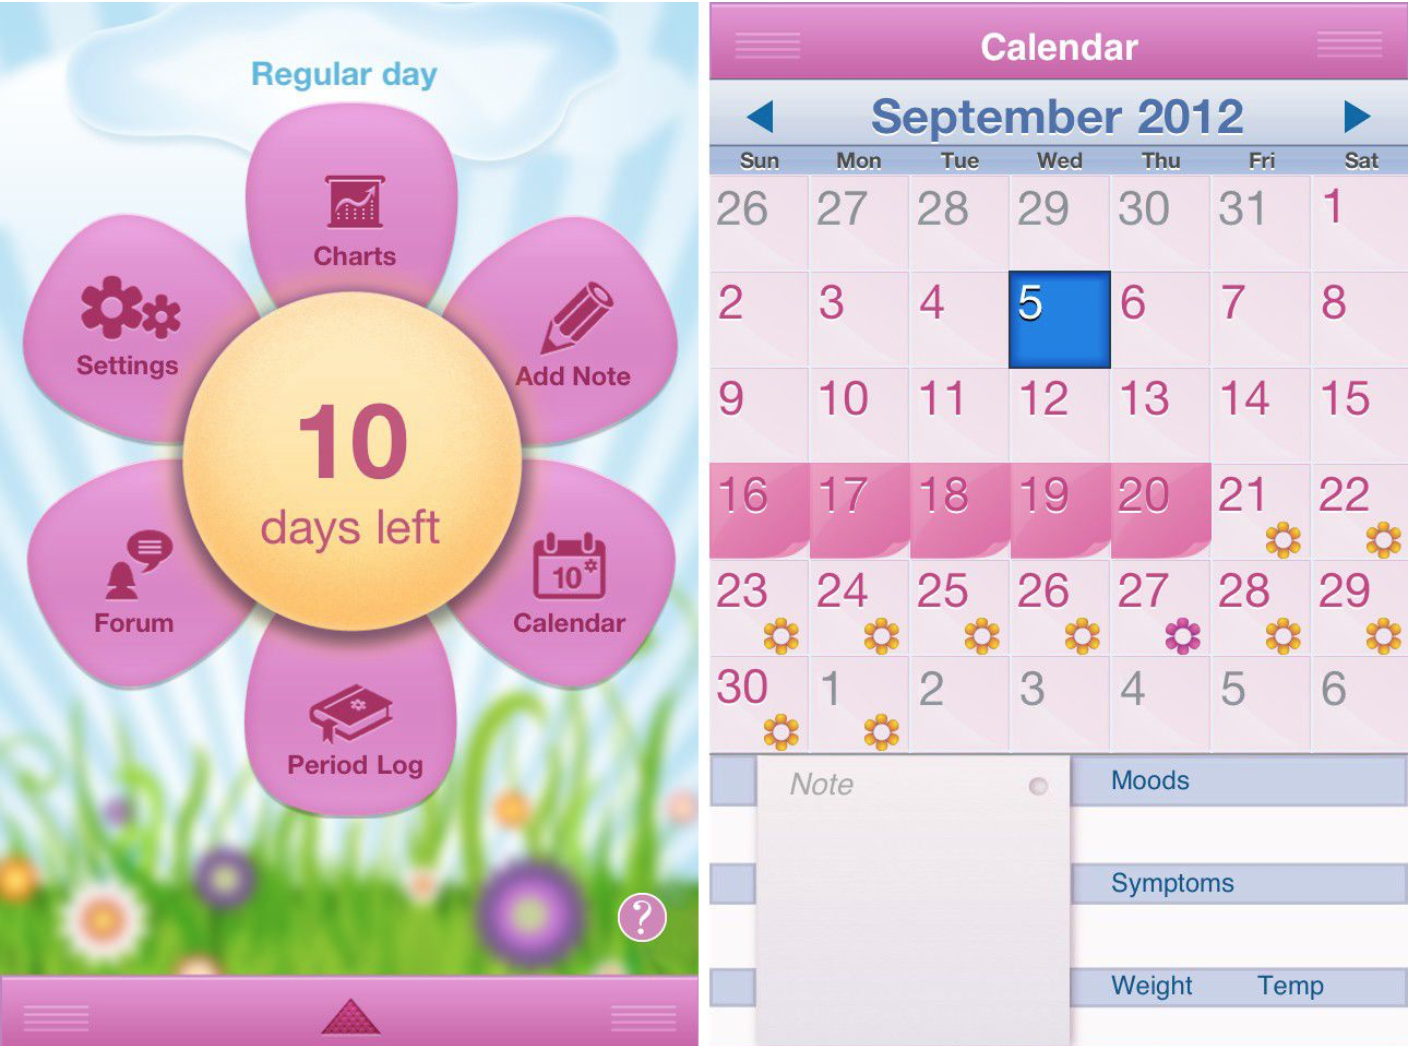 Regular day
Charts
Settings
Add Note
10
days left
Forum
10
Calendar
Period Log
?
Calendar
September 2012
Sun Mon Tue Wed Thu Fri Sat
26 27 28 29 30 31 1
2 3 4 5 6 7 8
9 10 11 12 13 14 15
16 17 18 19 20 21 22
23 24 25 26 27 28 29
30 1 2 3 4 5 6
Note
Moods
Symptoms
Weight Temp